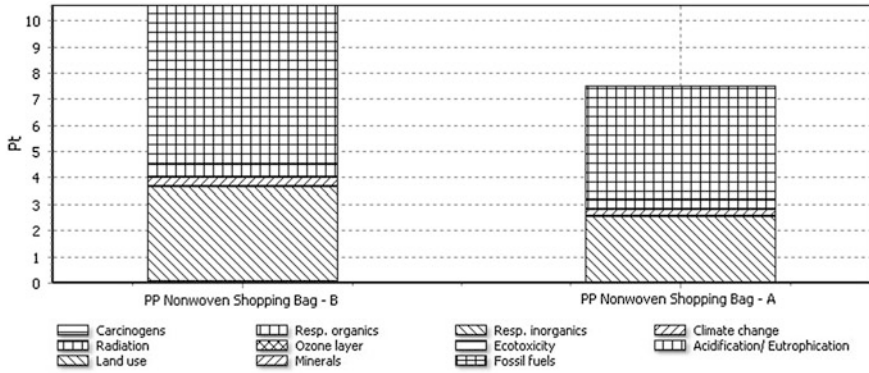 10
9
8
7
6
5
4
3
2
1
0
Pt
PP Nonwoven Shopping Bag - B
PP Nonwoven Shopping Bag - A
Carcinogens
Resp. organics
Resp. inorganics
Climate change
Radiation
Ozone layer
Ecotoxicity
Acidification/ Eutrophication
Land use
Minerals
Fossil fuels